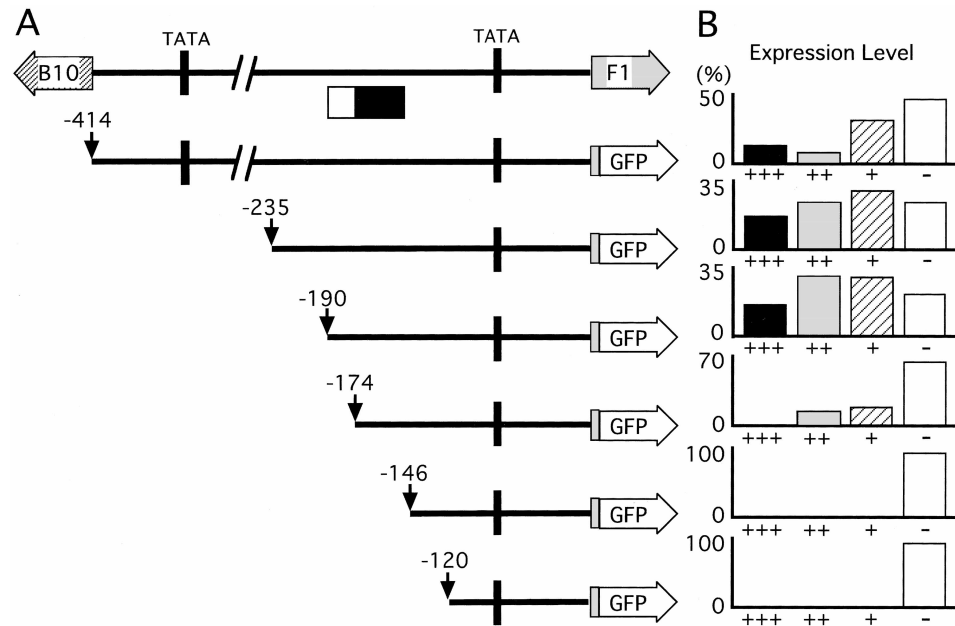 A
B
TATA
TATA
Expression Level
B10
F1
(%)
50
0
+++ ++ + -
-414
GFP
35
0
+++ ++ + -
-235
GFP
35
0
+++ ++ + -
-190
GFP
70
0
+++ ++ + -
-174
GFP
100
0
+++ ++ + -
-146
GFP
100
0
+++ ++ + -
-120
GFP